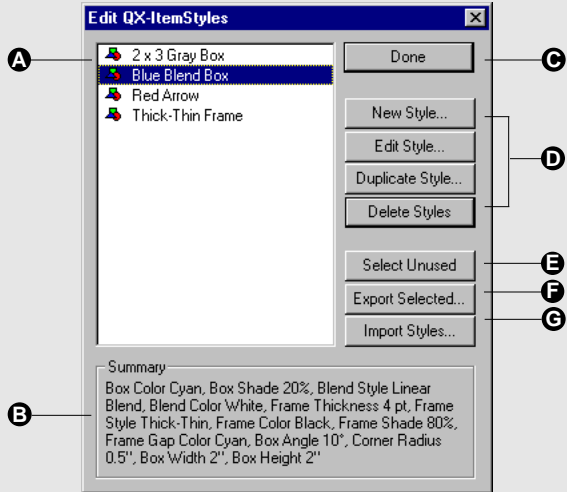 Edit QX-ItemStyles
A
2 x 3 Gray Box
Blue Blend Box
Red Arrow
Thick-Thin Frame
Done
C
New Style...
Edit Style...
Duplicate Style...
Delete Styles
D
Select Unused
E
Export Selected...
F
Import Styles...
G
Summary
B
Box Color Cyan, Box Shade 20%, Blend Style Linear
Blend, Blend Color White, Frame Thickness 4 pt, Frame
Style Thick-Thin, Frame Color Black, Frame Shade 80%,
Frame Gap Color Cyan, Box Angle 10°, Corner Radius
0.5", Box Width 2", Box Height 2"